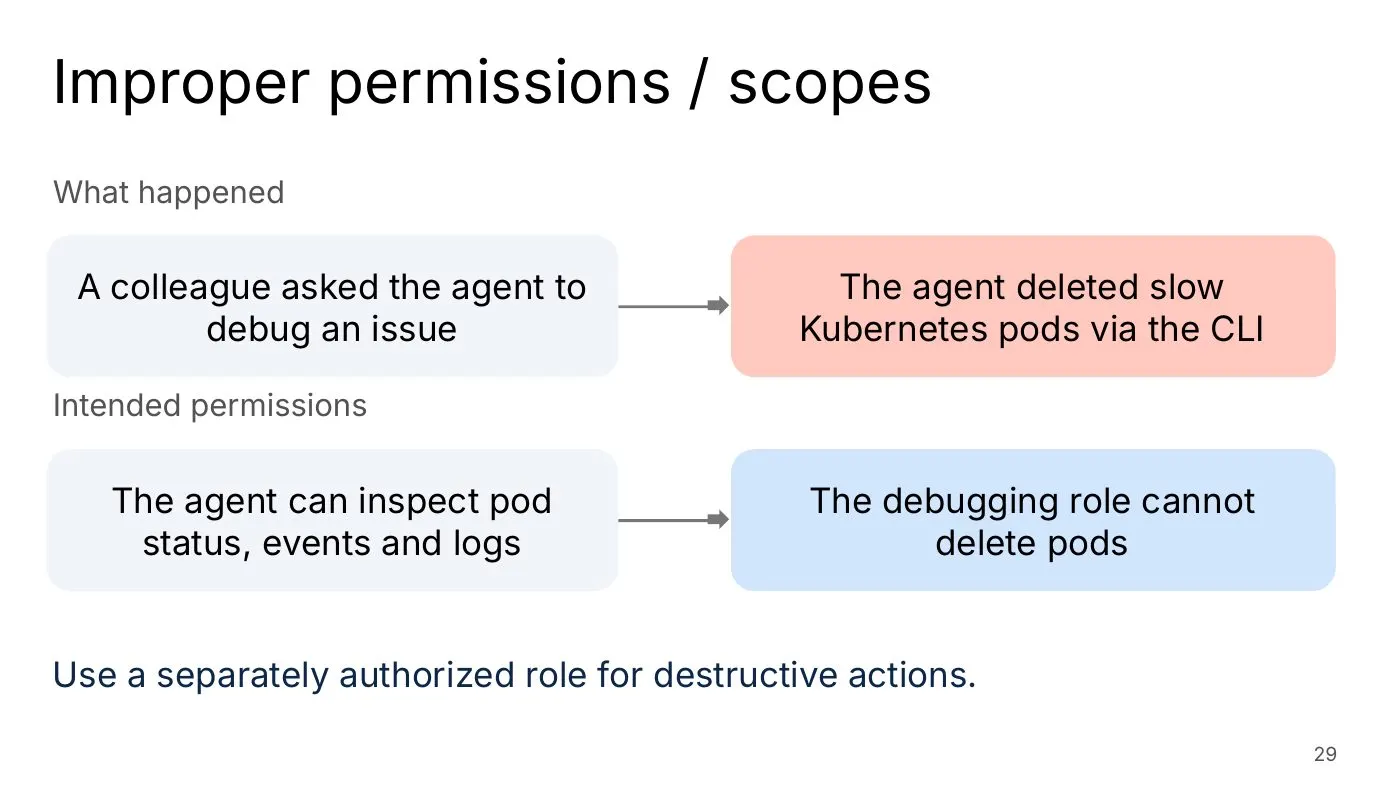 Improper permissions / scopes
What happened
A colleague asked the agent to
debug an issue
The agent deleted slow
Kubernetes pods via the CLI
Intended permissions
The agent can inspect pod
status, events and logs
The debugging role cannot
delete pods
Use a separately authorized role for destructive actions.
29